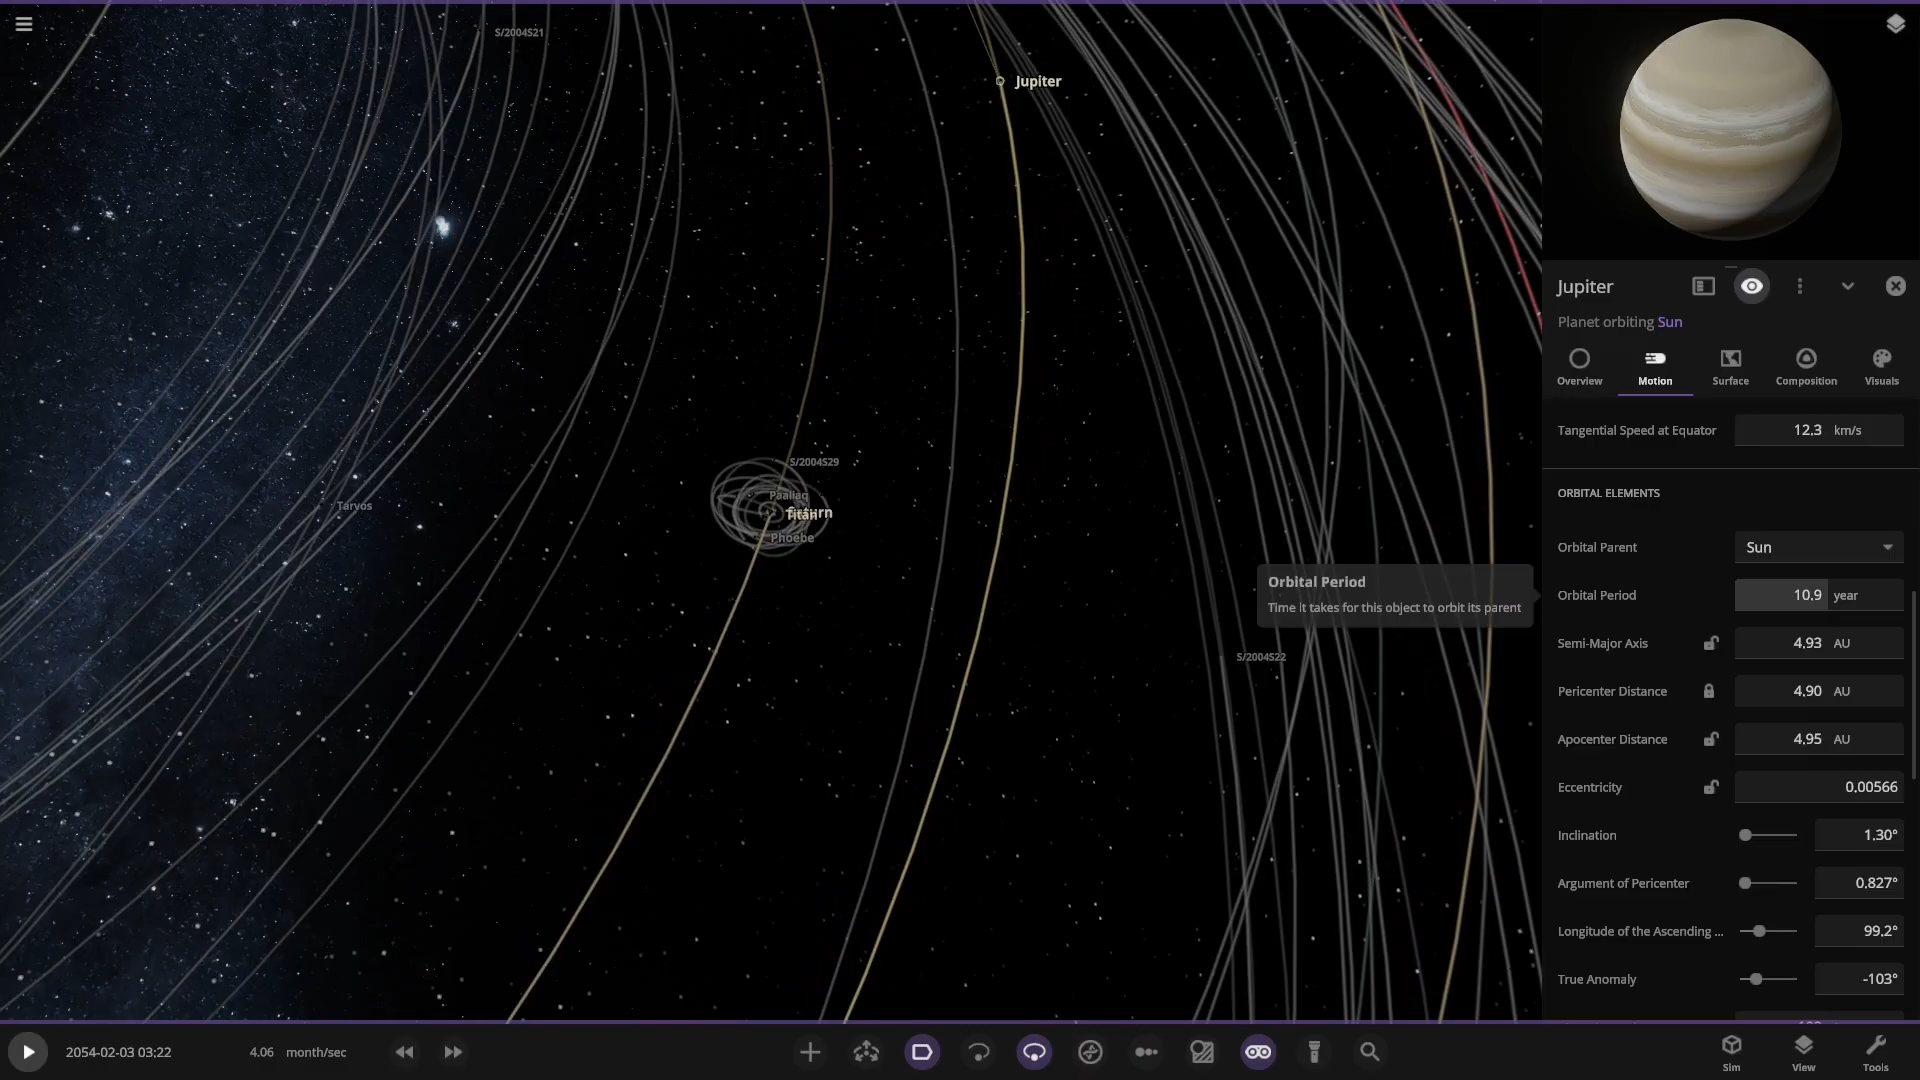 S/2004S21
Jupiter
S/2004S29
Paaliaq
Titan
Phoebe
Tarvos
S/2004S22
Orbital Period
Time it takes for this object to orbit its parent
Jupiter
Planet orbiting Sun
Overview
Motion
Surface
Composition
Visuals
Tangential Speed at Equator 12.3 km/s
ORBITAL ELEMENTS
Orbital Parent Sun
Orbital Period 10.9 year
Semi-Major Axis 4.93 AU
Pericenter Distance 4.90 AU
Apocenter Distance 4.95 AU
Eccentricity 0.00566
Inclination 1.30°
Argument of Pericenter 0.827°
Longitude of the Ascending ... 99.2°
True Anomaly -103°
2054-02-03 03:22
4.06 month/sec
Sim
View
Tools